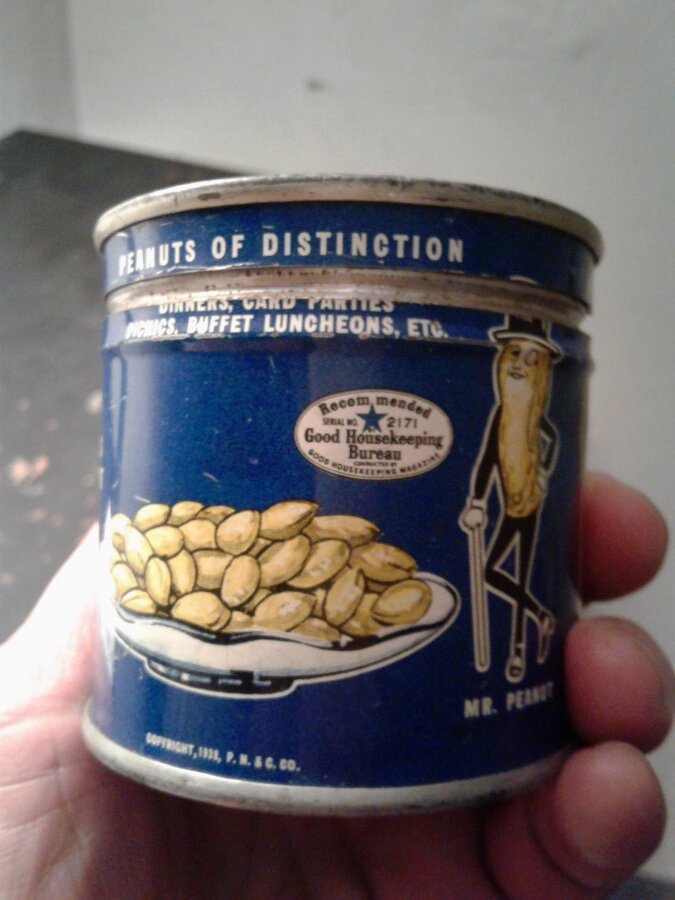 PEANUTS OF DISTINCTION
DINNERS, CARD PARTIES
PICNICS, BUFFET LUNCHEONS, ETC.
Recommended
SERIAL NO. 2171
Good Housekeeping
Bureau
CONDUCTED BY
GOOD HOUSEKEEPING MAGAZINE
MR. PEANUT
COPYRIGHT, 1938, P. N. & C. CO.